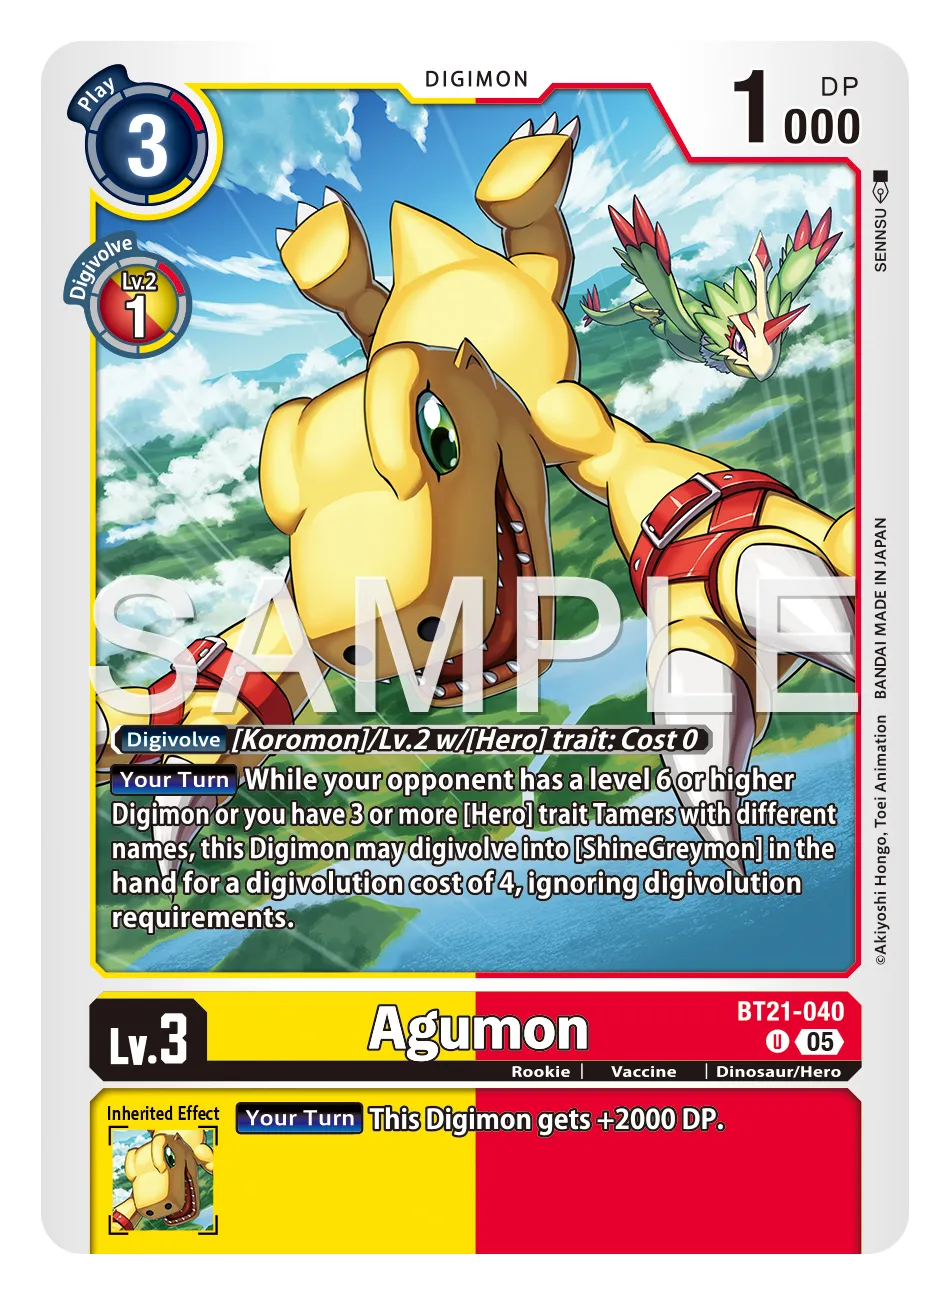 DIGIMON
Play
3
1000
DP
Digivolve
Lv.2
1
SENNSU
BANDAI MADE IN JAPAN
©Akiyoshi Hongo, Toei Animation
SAMPLE
Digivolve [Koromon]/Lv.2 w/[Hero] trait: Cost 0
Your Turn While your opponent has a level 6 or higher
Digimon or you have 3 or more [Hero] trait Tamers with different
names, this Digimon may digivolve into [ShineGreymon] in the
hand for a digivolution cost of 4, ignoring digivolution
requirements.
Lv.3
Agumon
BT21-040
U 05
Rookie | Vaccine | Dinosaur/Hero
Inherited Effect
Your Turn This Digimon gets +2000 DP.